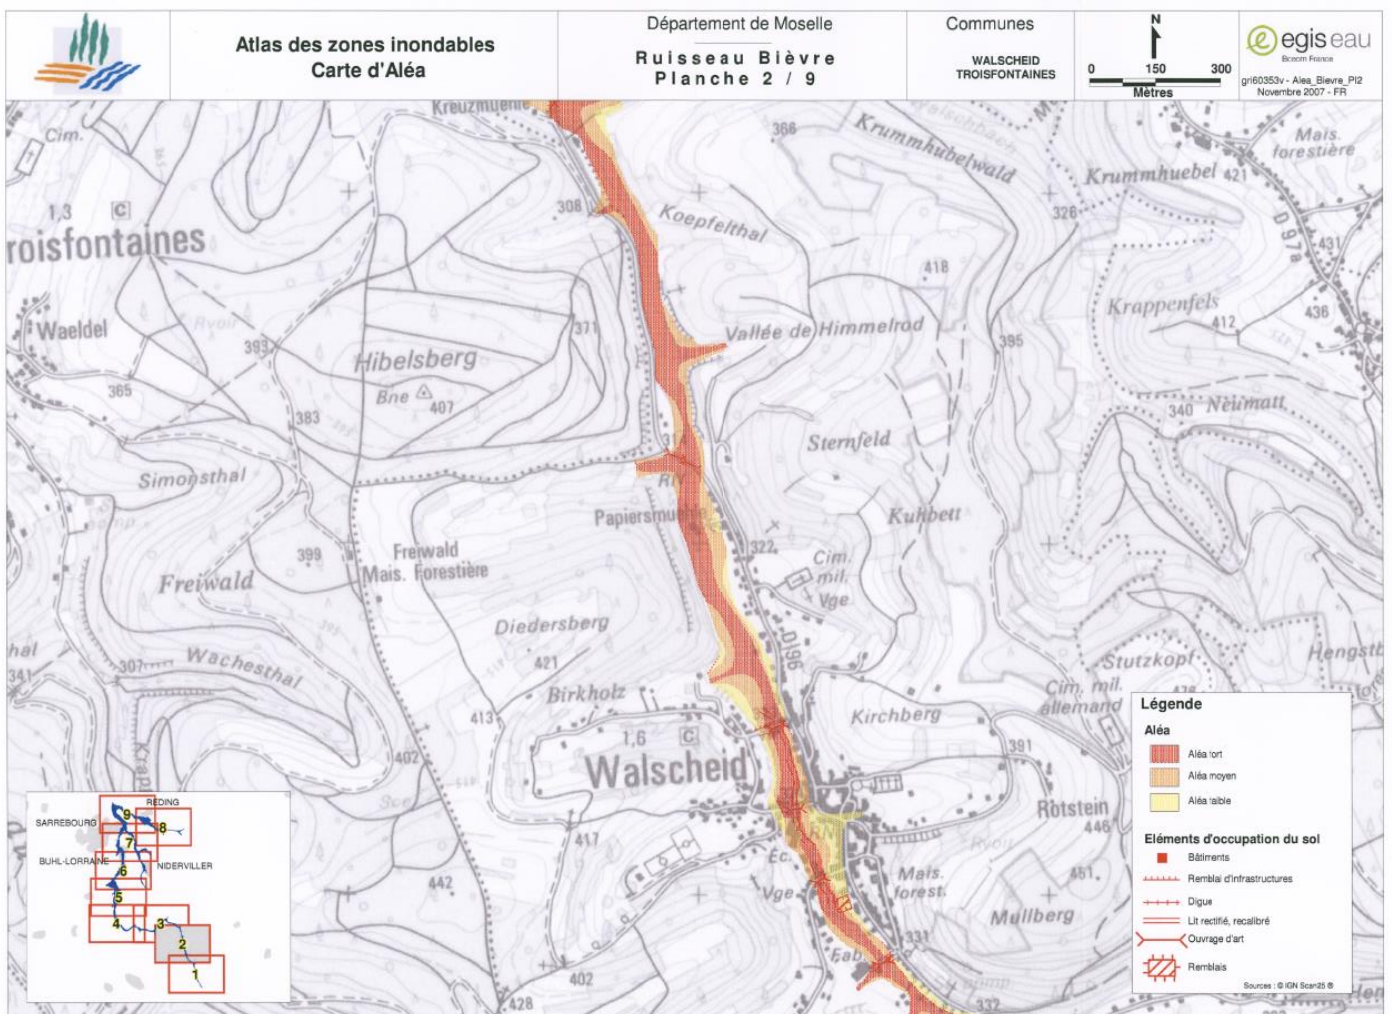 Atlas des zones inondables
Carte d'Aléa
Département de Moselle
Ruisseau Bièvre
Planche 2 / 9
Communes
WALSCHEID
TROISFONTAINES
N
0 150 300
Mètres
egis eau
Bceom France
gri60353v - Alea_Bievre_Pl2
Novembre 2007 - FR
Kreuzmuehle
Cim.
366
Krummhubelwald
Mais.
forestière
Krummhuebel 421
1,3 C
308
Koepfelthal
326
D 97a
roisfontaines
431
418
Krappenfels
412
436
Waeldel
393
371
Vallée de Himmelrod
395
Hibelsberg
Bne 407
365
383
340 Neumatt
Sternfeld
Simonsthal
RN
Papiersmuehle
Kuhbett
399
Freiwald
Mais. Forestière
322
Cim.
mil.
Vge
Freiwald
Diedersberg
D196
hal
341
307
Wachesthal
421
Stutzkopf
Hengstb
Birkholz
Cim. mil.
allemand
413
Kirchberg
391
402
1,6 C
Walscheid
Rotstein
446
417
RN
Ec.
442
Vge
Mais.
forest.
451
Mullberg
331
Fab
402
428
332
REDING
SARREBOURG
9
8
7
BUHL-LORRAINE
NIDERVILLER
6
5
4
3
2
1
Légende
Aléa
Aléa fort
Aléa moyen
Aléa faible
Eléments d'occupation du sol
Bâtiments
Remblai d'infrastructures
Digue
Lit rectifié, recalibré
Ouvrage d'art
Remblais
Sources : © IGN Scan25 ®